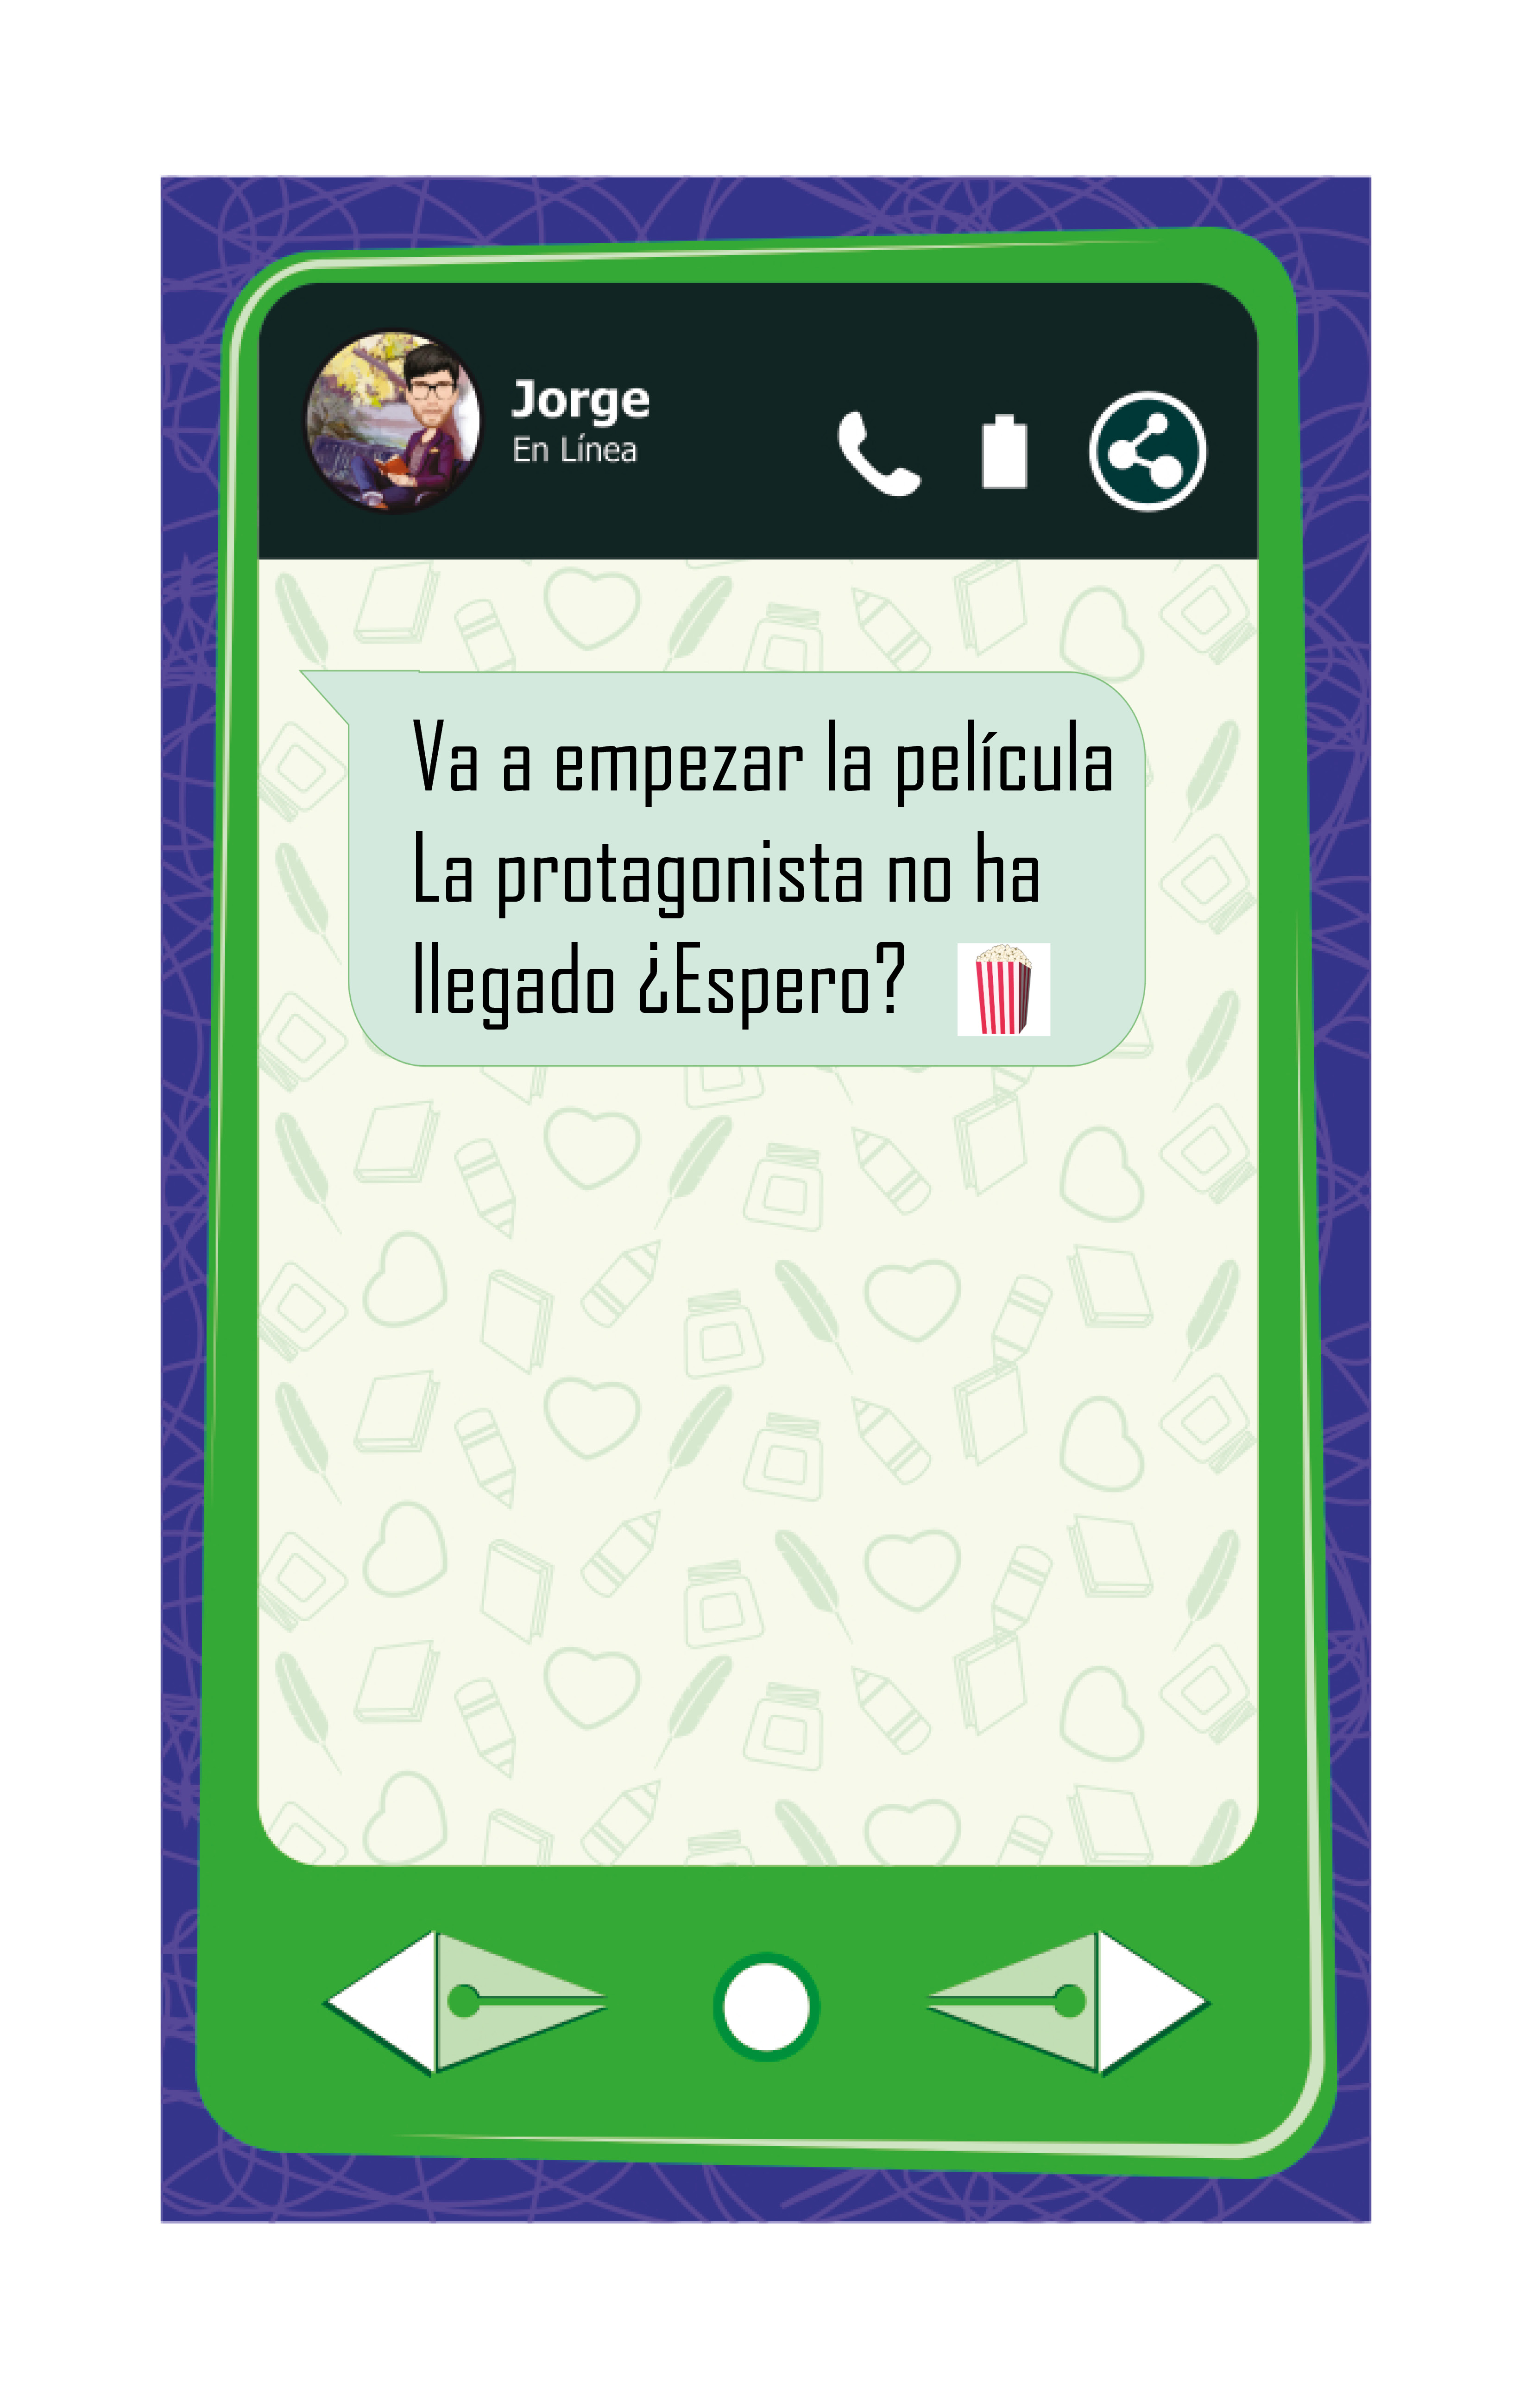 Jorge
En Línea
Va a empezar la película
La protagonista no ha
llegado ¿Espero?